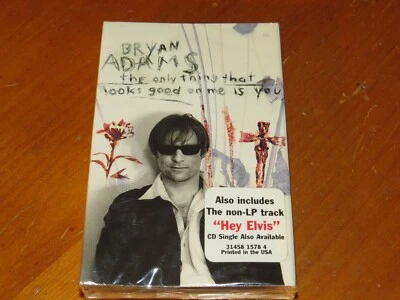 BRYAN
ADAMS
the only thing that
looks good on me is you
Also includes
The non-LP track
"Hey Elvis"
CD Single Also Available
31458 1578 4
Printed in the USA